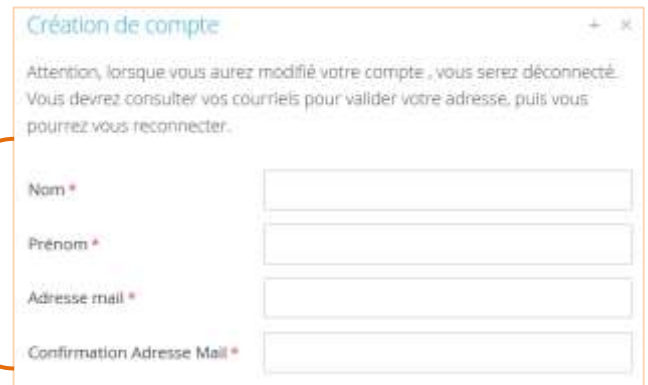 Création de compte
Attention, lorsque vous aurez modifié votre compte , vous serez déconnecté.
Vous devrez consulter vos courriels pour valider votre adresse, puis vous
pourrez vous reconnecter.
Nom *
Prénom *
Adresse mail *
Confirmation Adresse Mail *